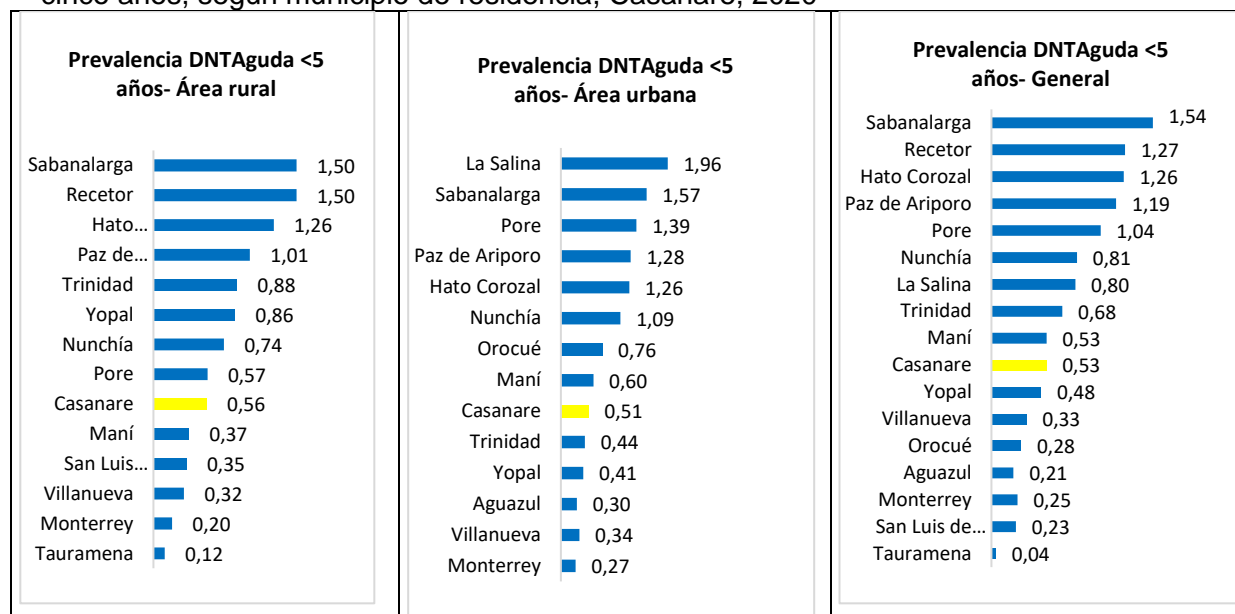 cinco años, según municipio de residencia, Casanare, 2020
Prevalencia DNTAguda <5
años- Área rural
Sabanalarga 1,50
Recetor 1,50
Hato... 1,26
Paz de... 1,01
Trinidad 0,88
Yopal 0,86
Nunchía 0,74
Pore 0,57
Casanare 0,56
Maní 0,37
San Luis... 0,35
Villanueva 0,32
Monterrey 0,20
Tauramena 0,12
Prevalencia DNTAguda <5
años- Área urbana
La Salina 1,96
Sabanalarga 1,57
Pore 1,39
Paz de Ariporo 1,28
Hato Corozal 1,26
Nunchía 1,09
Orocué 0,76
Maní 0,60
Casanare 0,51
Trinidad 0,44
Yopal 0,41
Aguazul 0,30
Villanueva 0,34
Monterrey 0,27
Prevalencia DNTAguda <5
años- General
Sabanalarga 1,54
Recetor 1,27
Hato Corozal 1,26
Paz de Ariporo 1,19
Pore 1,04
Nunchía 0,81
La Salina 0,80
Trinidad 0,68
Maní 0,53
Casanare 0,53
Yopal 0,48
Villanueva 0,33
Orocué 0,28
Aguazul 0,21
Monterrey 0,25
San Luis de... 0,23
Tauramena 0,04